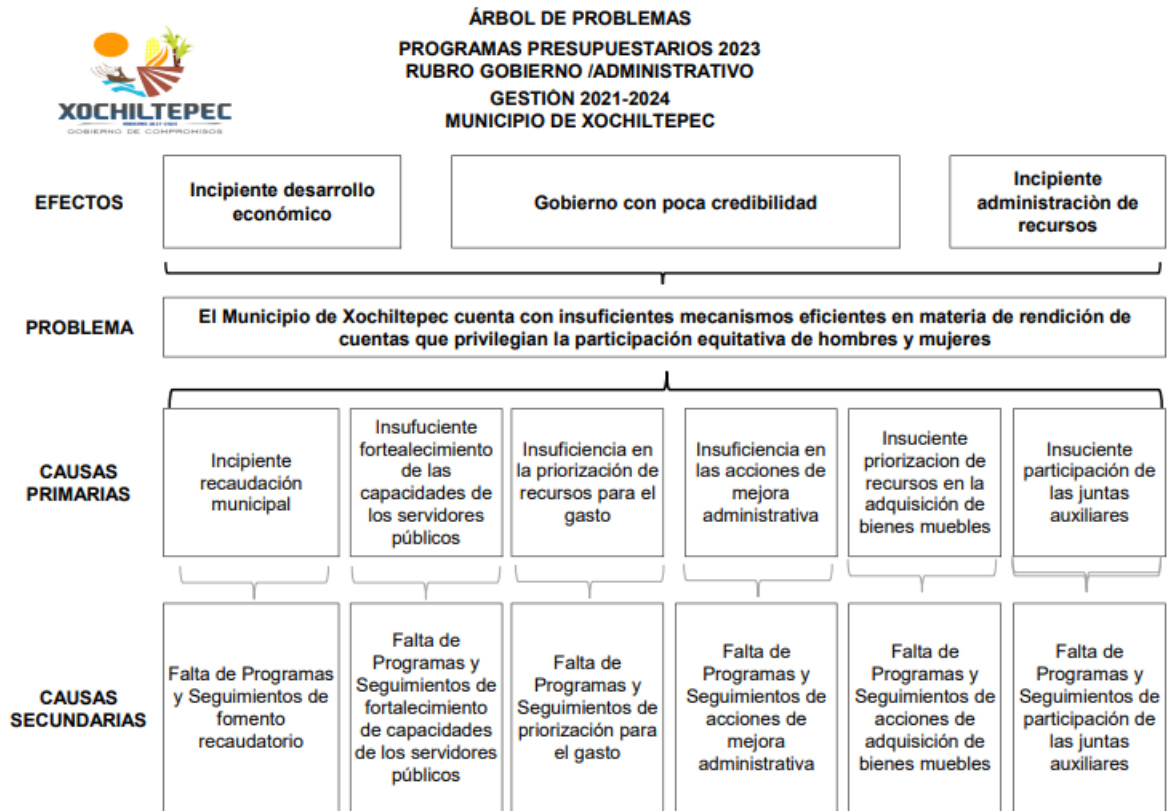 ÁRBOL DE PROBLEMAS
PROGRAMAS PRESUPUESTARIOS 2023
RUBRO GOBIERNO /ADMINISTRATIVO
GESTIÒN 2021-2024
MUNICIPIO DE XOCHILTEPEC
XOCHILTEPEC
GOBIERNO DE COMPROMISOS
EFECTOS
Incipiente desarrollo
económico
Gobierno con poca credibilidad
Incipiente
administraciòn de
recursos
PROBLEMA
El Municipio de Xochiltepec cuenta con insuficientes mecanismos eficientes en materia de rendición de
cuentas que privilegian la participación equitativa de hombres y mujeres
CAUSAS
PRIMARIAS
Incipiente
recaudación
municipal
Insufuciente
fortealecimiento
de las
capacidades de
los servidores
públicos
Insuficiencia en
la priorización de
recursos para el
gasto
Insuficiencia en
las acciones de
mejora
administrativa
Insuciente
priorizacion de
recursos en la
adquisición de
bienes muebles
Insuciente
participación de
las juntas
auxiliares
CAUSAS
SECUNDARIAS
Falta de Programas
y Seguimientos de
fomento
recaudatorio
Falta de
Programas y
Seguimientos de
fortalecimiento
de capacidades
de los servidores
públicos
Falta de
Programas y
Seguimientos de
priorización para
el gasto
Falta de
Programas y
Seguimientos de
acciones de
mejora
administrativa
Falta de
Programas y
Seguimientos de
acciones de
adquisición de
bienes muebles
Falta de
Programas y
Seguimientos de
participación de
las juntas
auxiliares